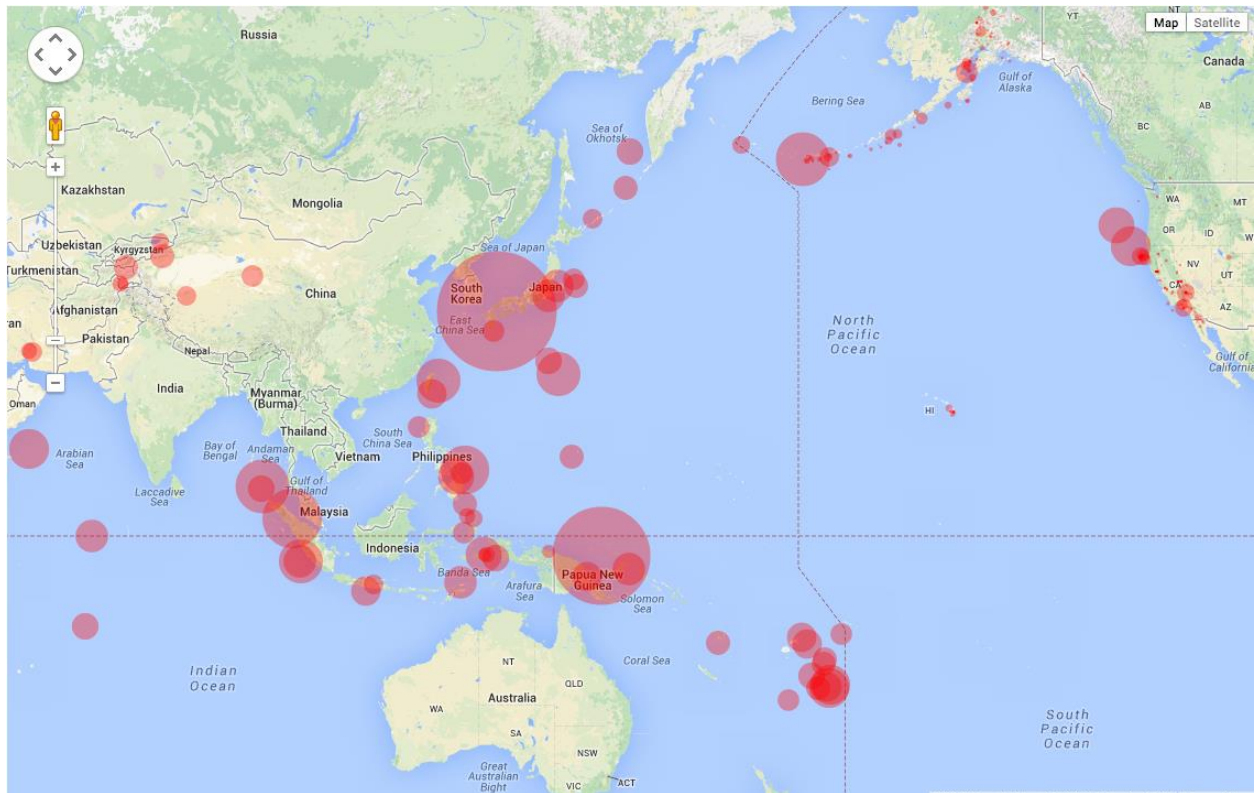 Russia
NT
YT
Map
Satellite
Gulf of
Alaska
Canada
Bering Sea
AB
BC
Sea of
Okhotsk
Kazakhstan
Mongolia
WA
MT
OR
ID
Uzbekistan
Kyrgyzstan
Sea of Japan
Turkmenistan
NV
UT
South
Korea
Japan
China
CA
AZ
Afghanistan
East
China Sea
North
Pacific
Ocean
Pakistan
Nepal
Gulf of
California
India
Myanmar
(Burma)
Oman
HI
Thailand
South
China Sea
Bay of
Bengal
Andaman
Sea
Arabian
Sea
Vietnam
Philippines
Gulf of
Thailand
Laccadive
Sea
Malaysia
Indonesia
Banda Sea
Papua New
Guinea
Arafura
Sea
Solomon
Sea
Coral Sea
NT
Indian
Ocean
QLD
Australia
WA
SA
South
Pacific
Ocean
NSW
Great
Australian
Bight
ACT
VIC